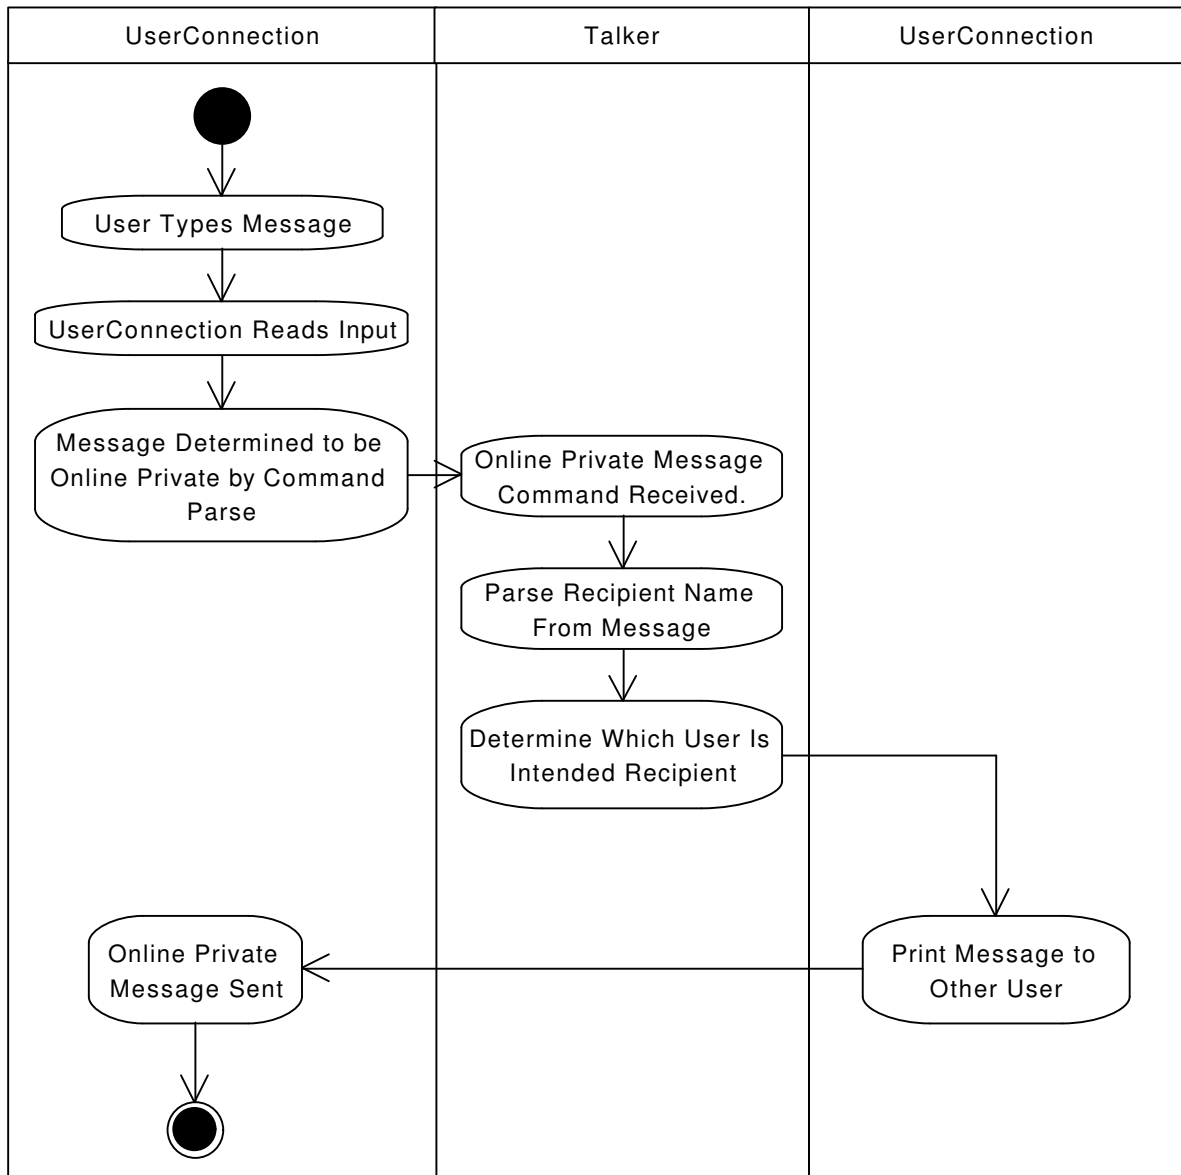 UserConnection
Talker
UserConnection
User Types Message
UserConnection Reads Input
Message Determined to be
Online Private by Command
Parse
Online Private Message
Command Received.
Parse Recipient Name
From Message
Determine Which User Is
Intended Recipient
Online Private
Message Sent
Print Message to
Other User